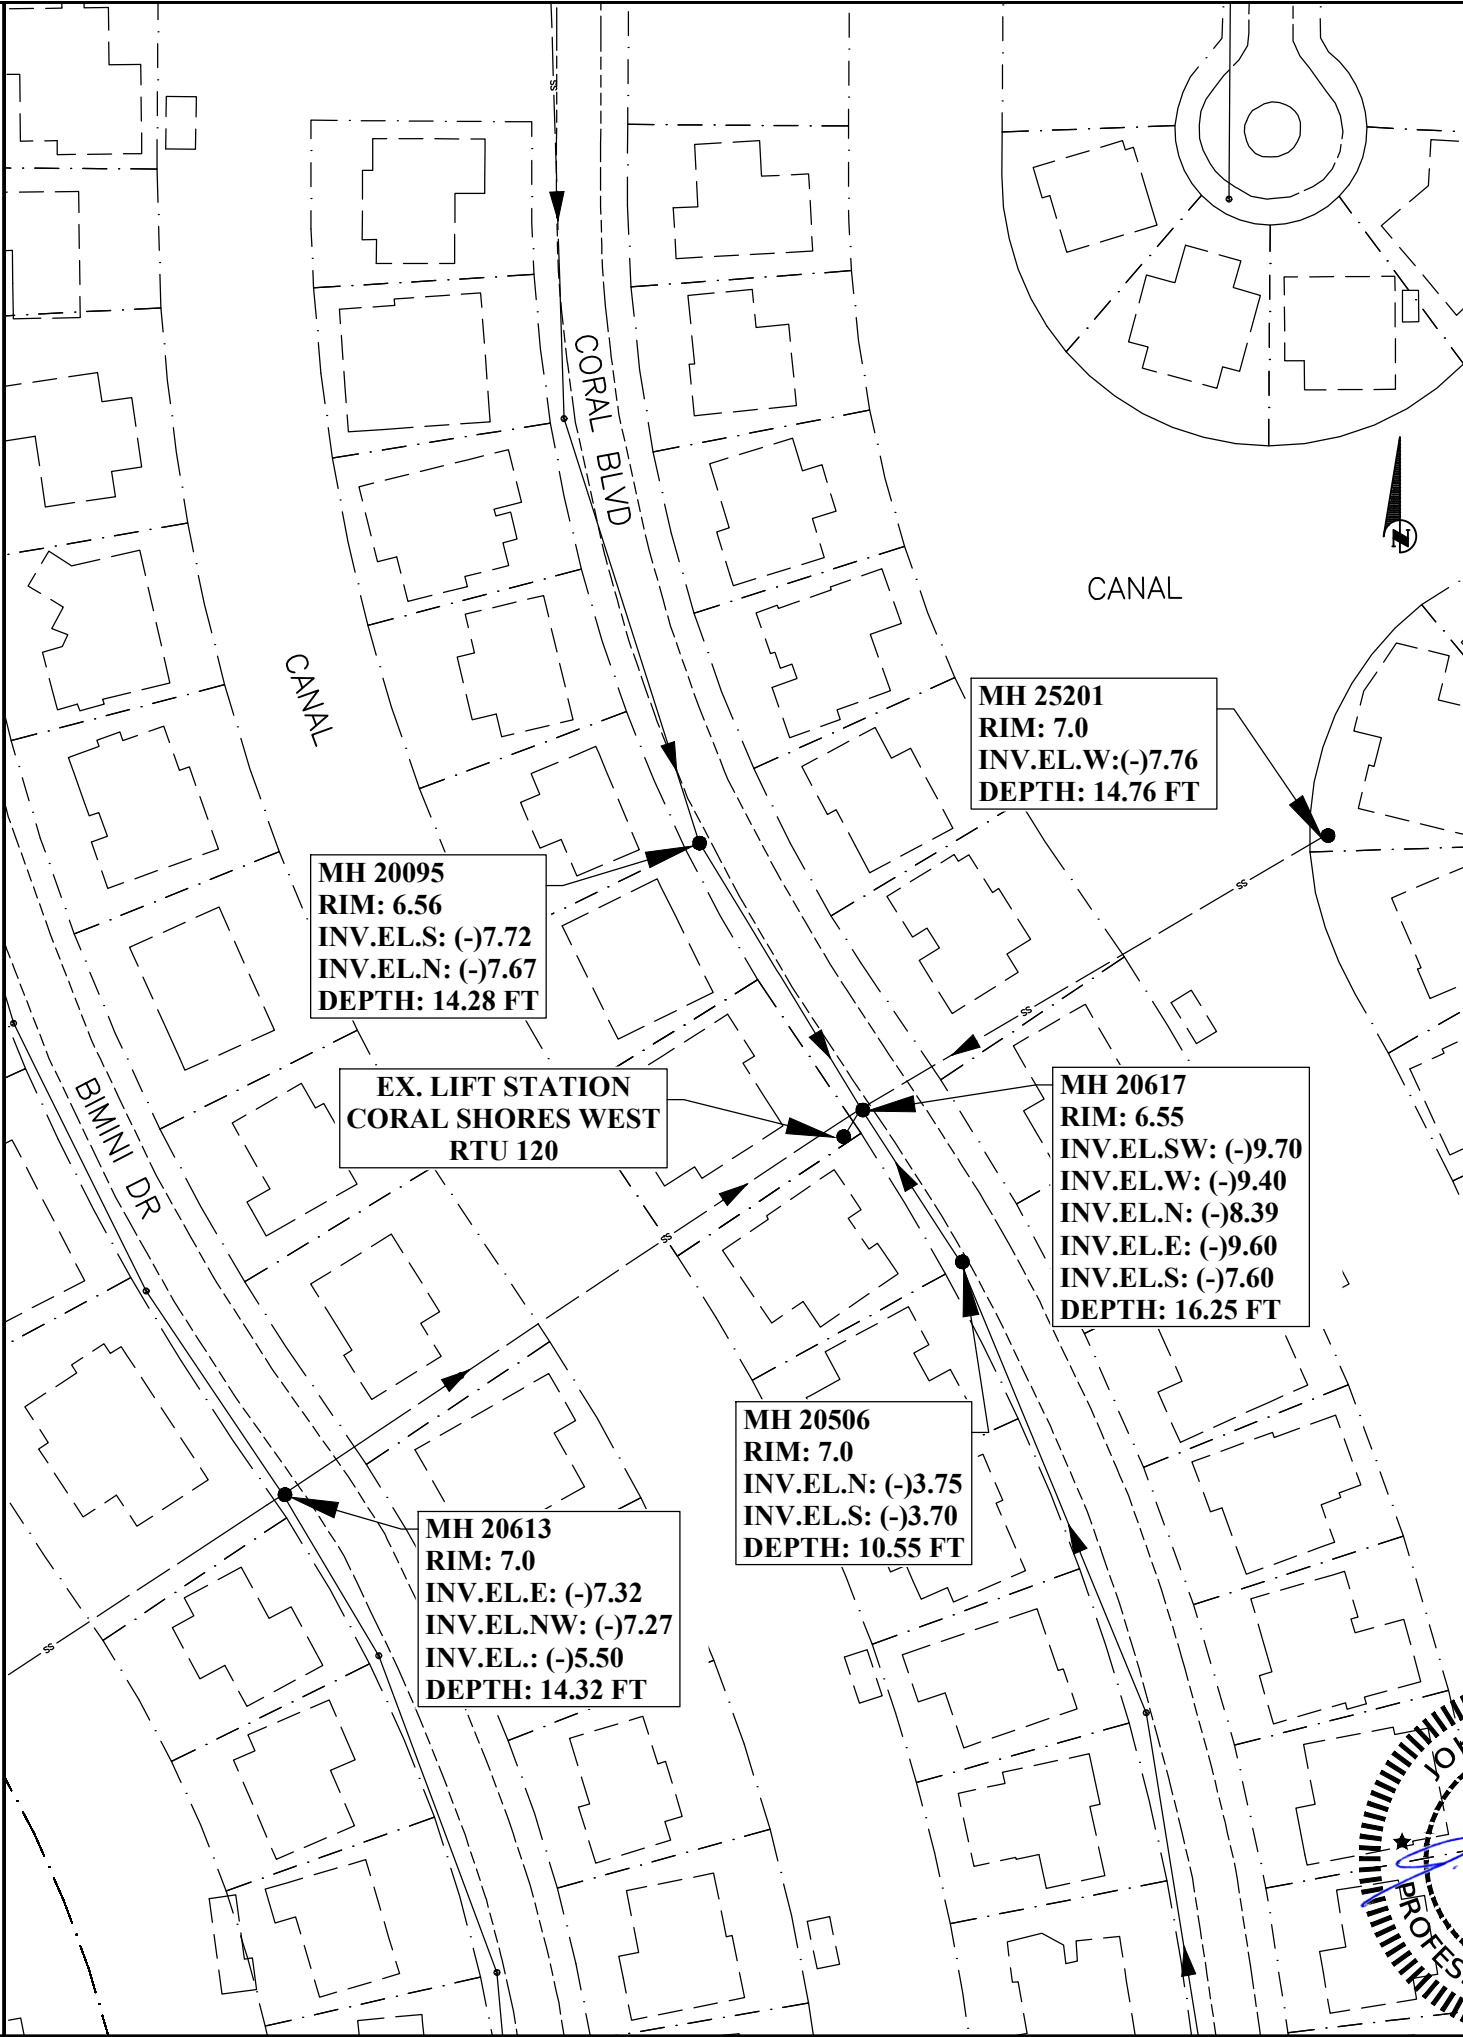 SS
CORAL BLVD
CANAL
N
CANAL
MH 25201
RIM: 7.0
INV.EL.W:(-)7.76
DEPTH: 14.76 FT
MH 20095
RIM: 6.56
INV.EL.S: (-)7.72
INV.EL.N: (-)7.67
DEPTH: 14.28 FT
SS
SS
EX. LIFT STATION
CORAL SHORES WEST
RTU 120
MH 20617
RIM: 6.55
INV.EL.SW: (-)9.70
INV.EL.W: (-)9.40
INV.EL.N: (-)8.39
INV.EL.E: (-)9.60
INV.EL.S: (-)7.60
DEPTH: 16.25 FT
BIMINI DR
SS
MH 20506
RIM: 7.0
INV.EL.N: (-)3.75
INV.EL.S: (-)3.70
DEPTH: 10.55 FT
MH 20613
RIM: 7.0
INV.EL.E: (-)7.32
INV.EL.NW: (-)7.27
INV.EL.: (-)5.50
DEPTH: 14.32 FT
SS